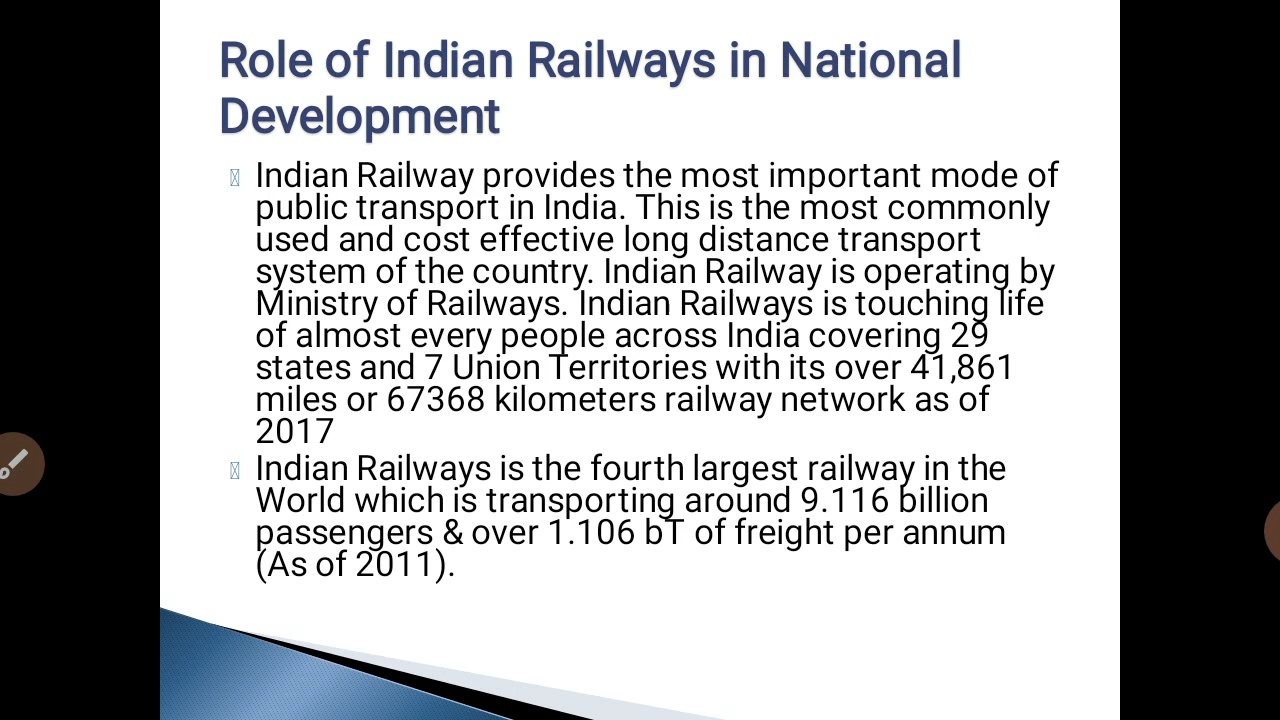 Role of Indian Railways in National
Development
Indian Railway provides the most important mode of
public transport in India. This is the most commonly
used and cost effective long distance transport
system of the country. Indian Railway is operating by
Ministry of Railways. Indian Railways is touching life
of almost every people across India covering 29
states and 7 Union Territories with its over 41,861
miles or 67368 kilometers railway network as of
2017
Indian Railways is the fourth largest railway in the
World which is transporting around 9.116 billion
passengers & over 1.106 bT of freight per annum
(As of 2011).